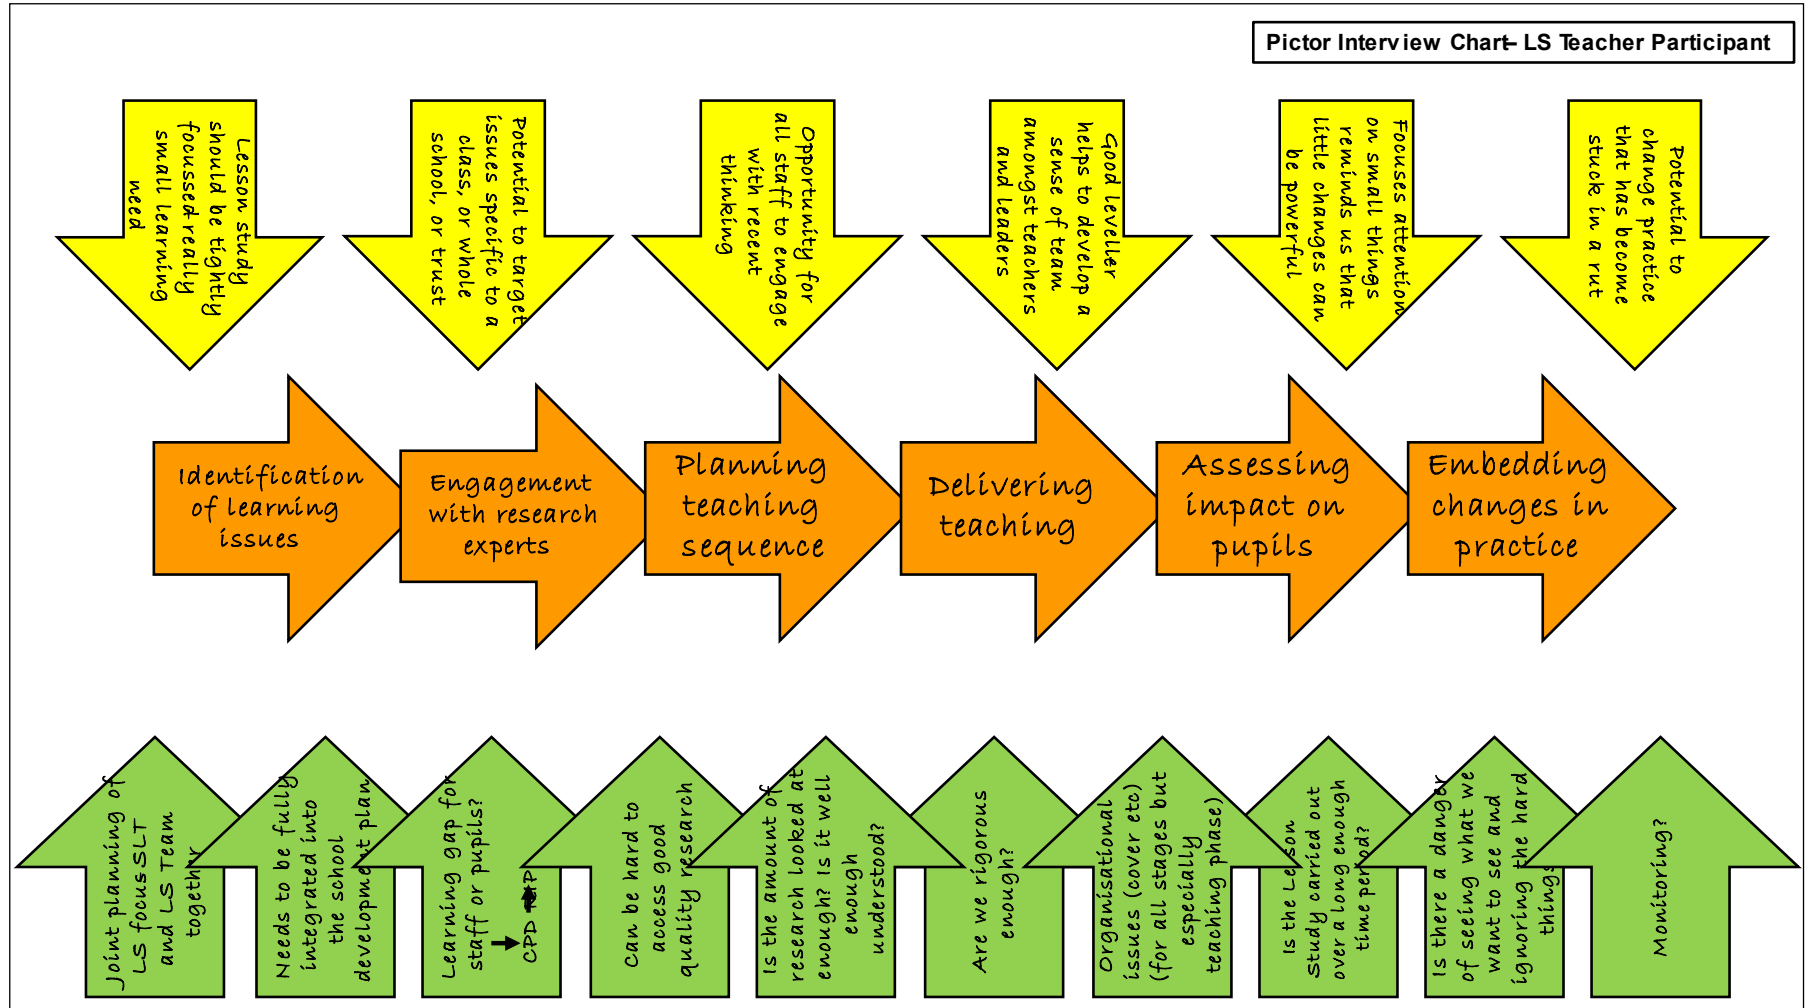 Pictor Interview Chart– LS Teacher Participant
Lesson study
should be tightly
focussed really
small learning
need
Potential to target
issues specific to a
class, or whole
school, or trust
Opportunity for
all staff to engage
with recent
thinking
Good leveller
helps to develop a
sense of team
amongst teachers
and leaders
Focuses attention
on small things
reminds us that
little changes can
be powerful
Potential to
change practice
that has become
stuck in a rut
Identification
of learning
issues
Engagement
with research
experts
Planning
teaching
sequence
Delivering
teaching
Assessing
impact on
pupils
Embedding
changes in
practice
Joint planning of
LS focus SLT
and LS Team
together
Needs to be fully
integrated into
the school
development plan
Learning gap for
staff or pupils?
CPD
Can be hard to
access good
quality research
Is the amount of
research looked at
enough? Is it well
enough
understood?
Are we rigorous
enough?
Organisational
issues (cover etc)
(for all stages but
especially
teaching phase)
Is the Lesson
Study carried out
over a long enough
time period?
Is there a danger
of seeing what we
want to see and
ignoring the hard
things
Monitoring?